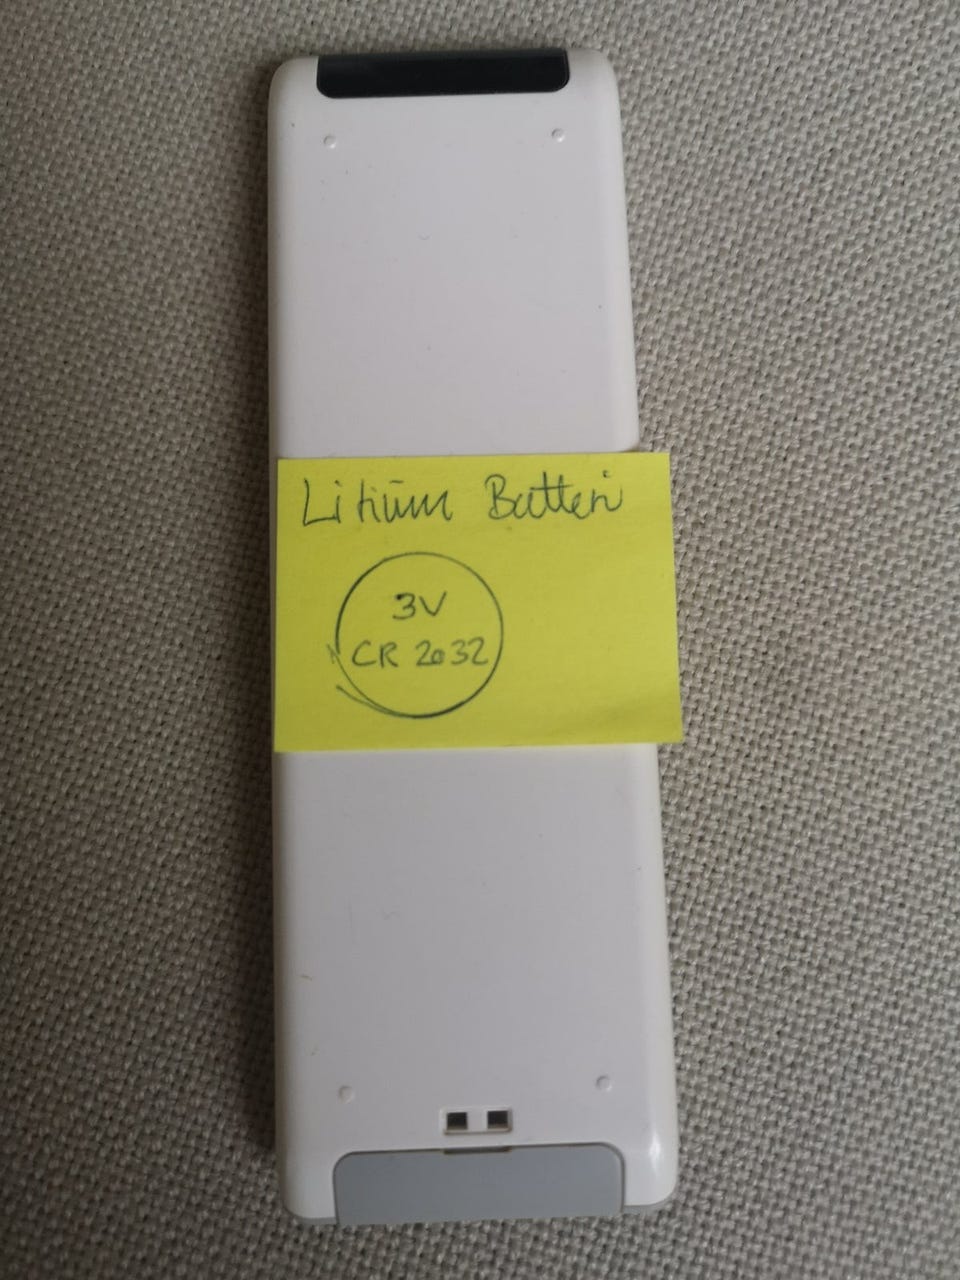 Litium Batteri
3V
CR 2032